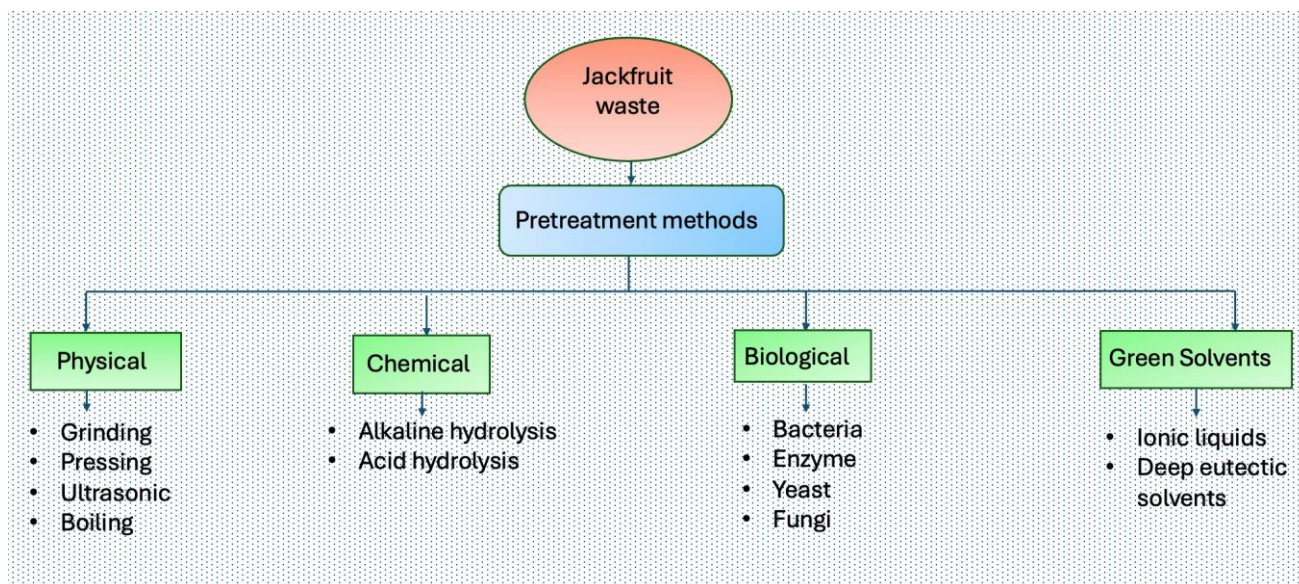 Jackfruit
waste
Pretreatment methods
Physical
• Grinding
• Pressing
• Ultrasonic
• Boiling
Chemical
• Alkaline hydrolysis
• Acid hydrolysis
Biological
• Bacteria
• Enzyme
• Yeast
• Fungi
Green Solvents
• Ionic liquids
• Deep eutectic
solvents